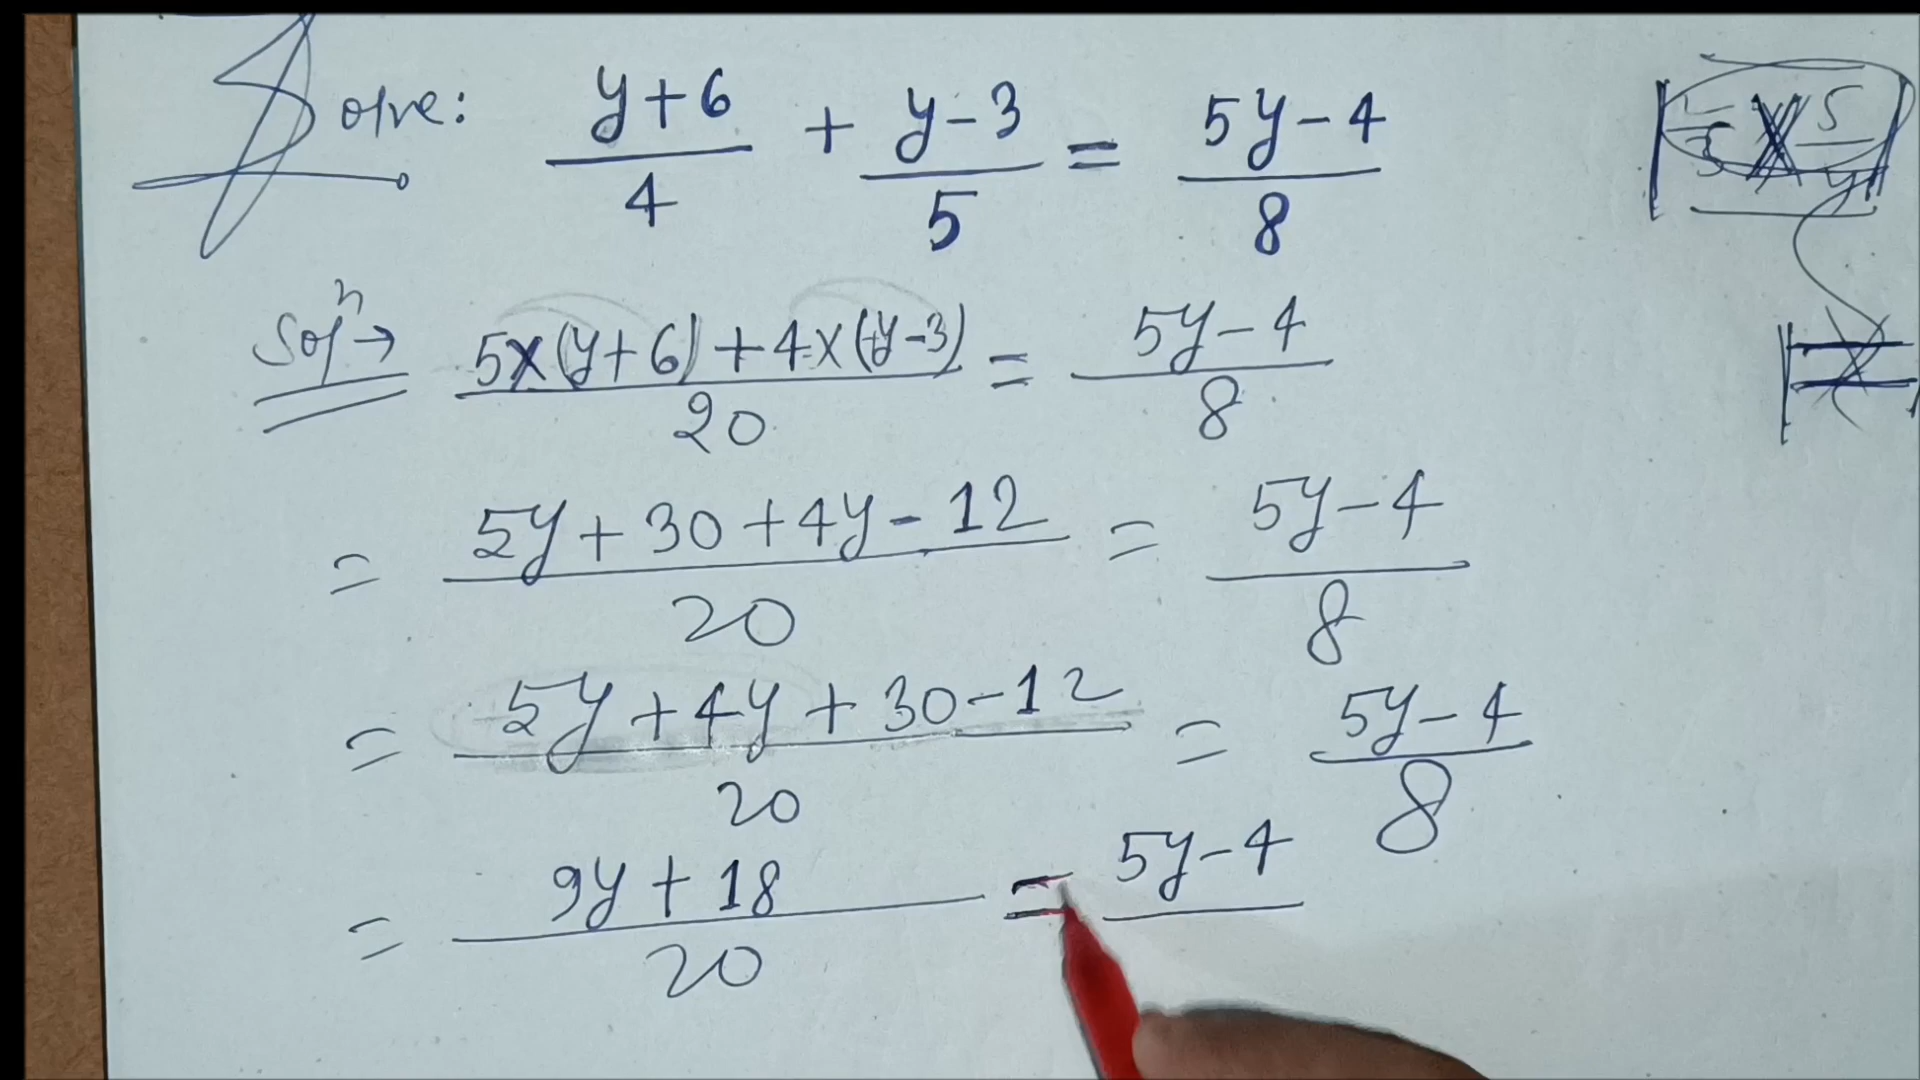 Solve: y+6/4 + y-3/5 = 5y-4/8
Solⁿ→ 5×(y+6)+4×(y-3)/20 = 5y-4/8
= 5y+30+4y-12/20 = 5y-4/8
= 5y+4y+30-12/20 = 5y-4/8
= 9y+18/20 = 5y-4